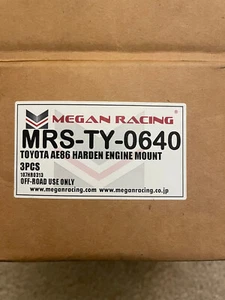 MEGAN RACING
MRS-TY-0640
TOYOTA AE86 HARDEN ENGINE MOUNT
3PCS
OFF-ROAD USE ONLY
www.meganracing.com www.meganracing.co.jp